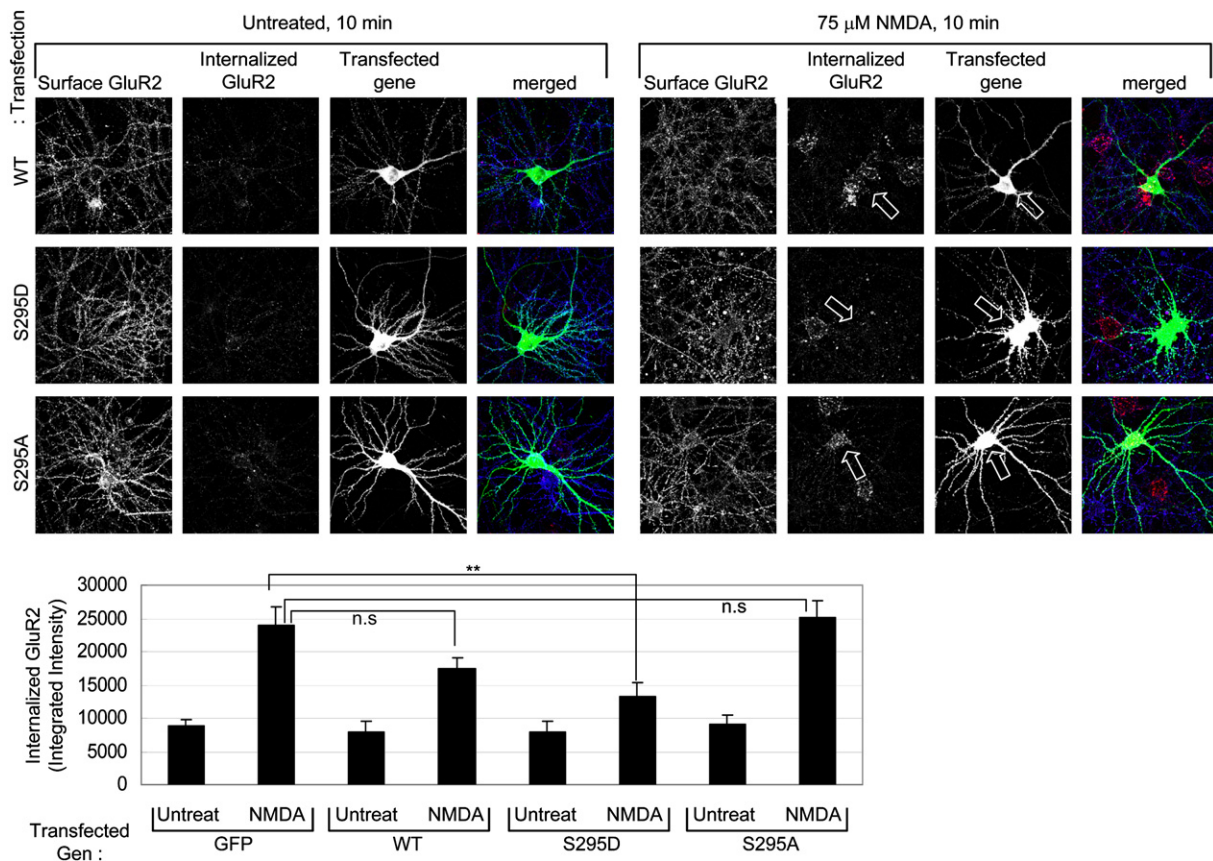 Untreated, 10 min
75 μM NMDA, 10 min
: Transfection
Surface GluR2
Internalized
GluR2
Transfected
gene
merged
Surface GluR2
Internalized
GluR2
Transfected
gene
merged
WT
S295D
S295A
Internalized GluR2
(Integrated Intensity)
30000
25000
20000
15000
10000
5000
0
**
n.s
n.s
Untreat NMDA Untreat NMDA Untreat NMDA Untreat NMDA
Transfected
Gen :
GFP WT S295D S295A